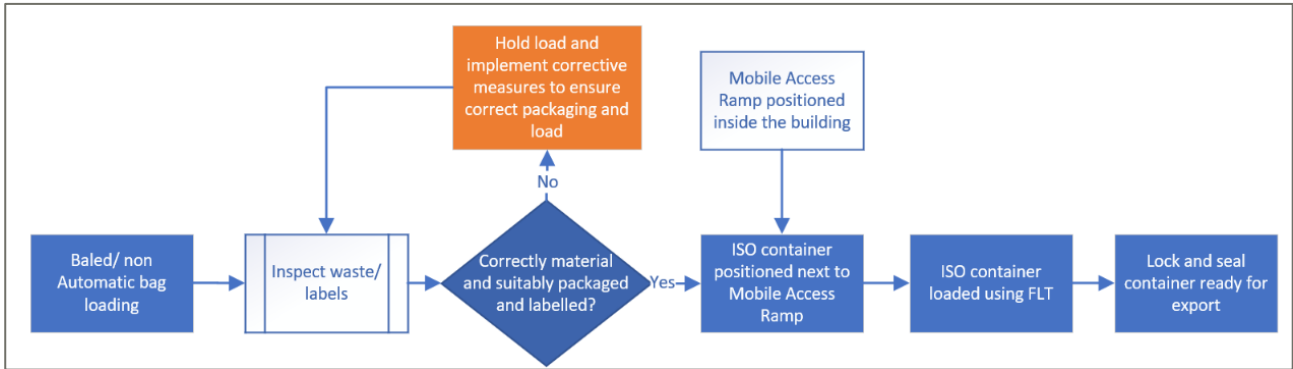 Hold load and
implement corrective
measures to ensure
correct packaging and
load
Mobile Access
Ramp positioned
inside the building
No
Baled/ non
Automatic bag
loading
Inspect waste/
labels
Correctly material
and suitably packaged
and labelled?
Yes
ISO container
positioned next to
Mobile Access
Ramp
ISO container
loaded using FLT
Lock and seal
container ready for
export